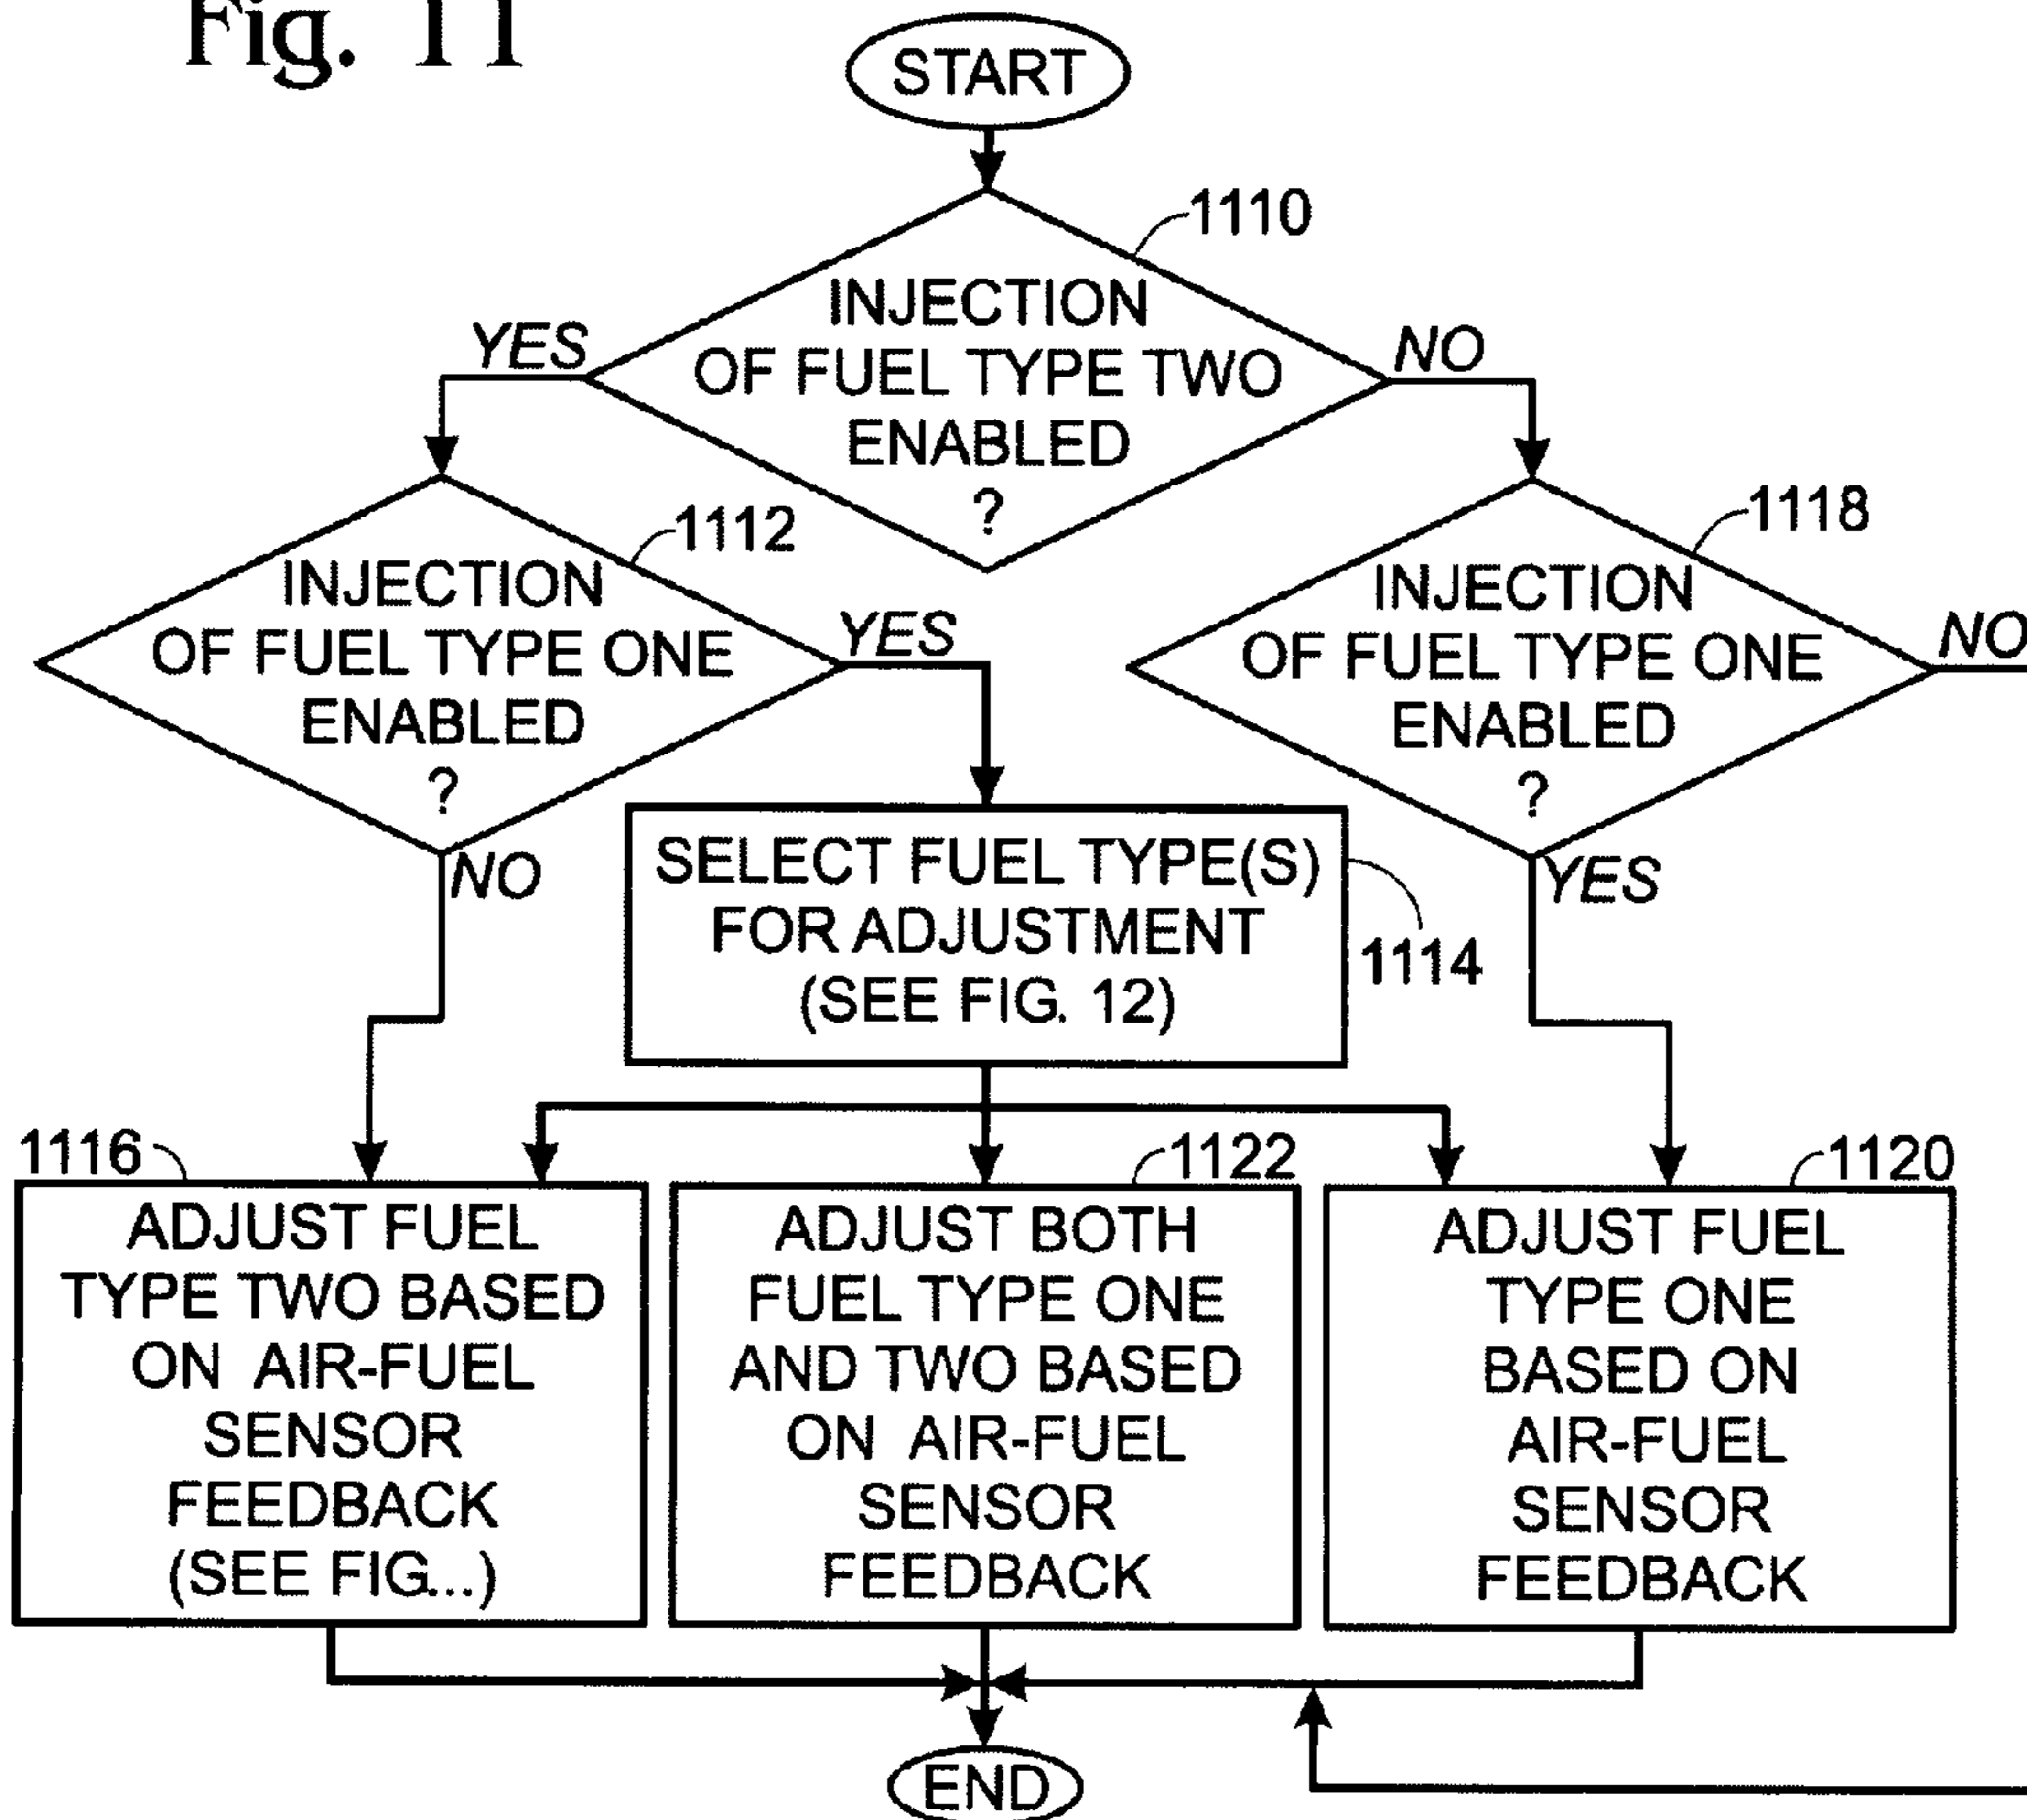 Fig. 11
START
1110
INJECTION
OF FUEL TYPE TWO
ENABLED
?
YES
NO
1112
INJECTION
OF FUEL TYPE ONE
ENABLED
?
YES
NO
1118
INJECTION
OF FUEL TYPE ONE
ENABLED
?
NO
YES
SELECT FUEL TYPE(S)
FOR ADJUSTMENT
(SEE FIG. 12)
1114
1116
ADJUST FUEL
TYPE TWO BASED
ON AIR-FUEL
SENSOR
FEEDBACK
(SEE FIG...)
1122
ADJUST BOTH
FUEL TYPE ONE
AND TWO BASED
ON AIR-FUEL
SENSOR
FEEDBACK
1120
ADJUST FUEL
TYPE ONE
BASED ON
AIR-FUEL
SENSOR
FEEDBACK
END